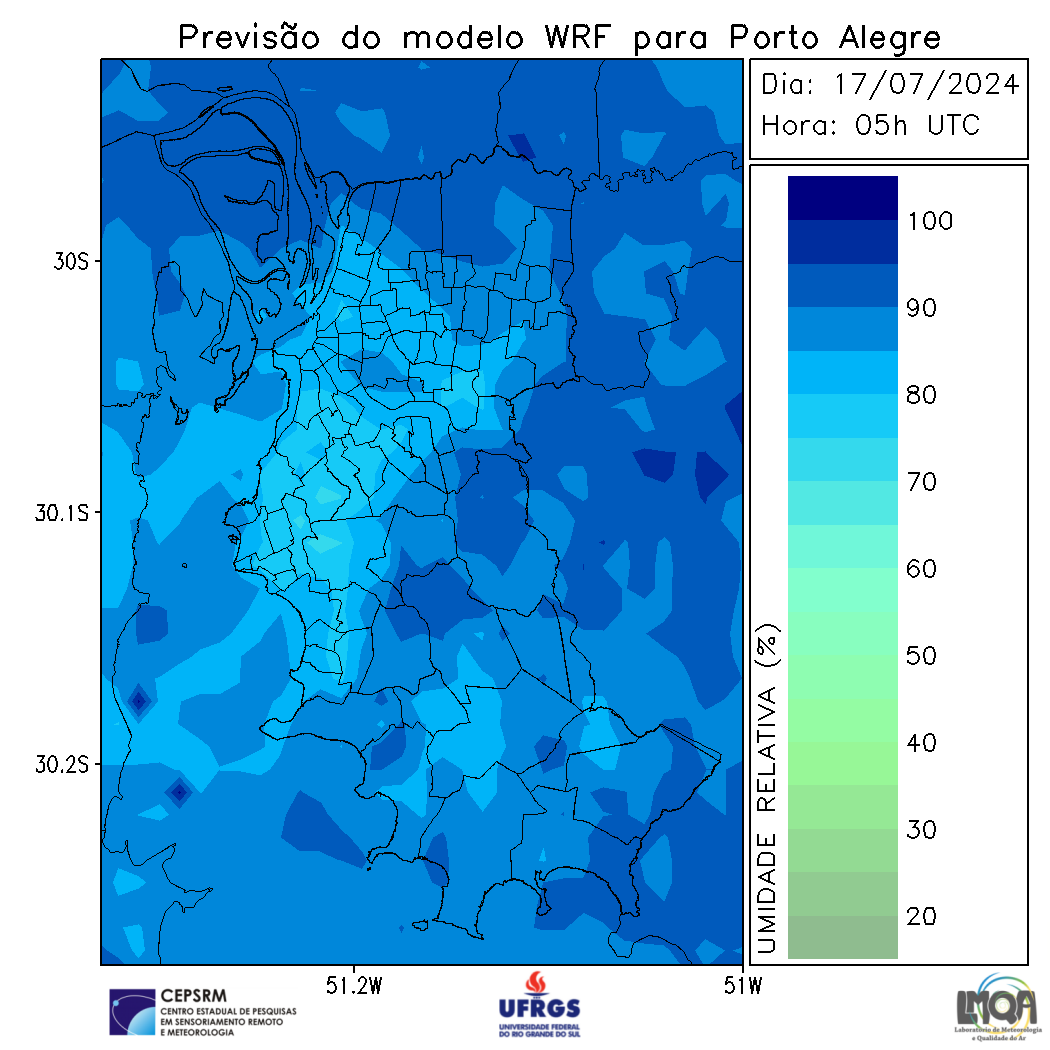 Previsão do modelo WRF para Porto Alegre
Dia: 17/07/2024
Hora: 05h UTC
30S
30.1S
30.2S
51.2W
51W
UMIDADE RELATIVA (%)
100
90
80
70
60
50
40
30
20
CEPSRM
CENTRO ESTADUAL DE PESQUISAS
EM SENSORIAMENTO REMOTO
E METEOROLOGIA
UFRGS
UNIVERSIDADE FEDERAL
DO RIO GRANDE DO SUL
LMQA
Laboratório de Meteorologia
e Qualidade do Ar